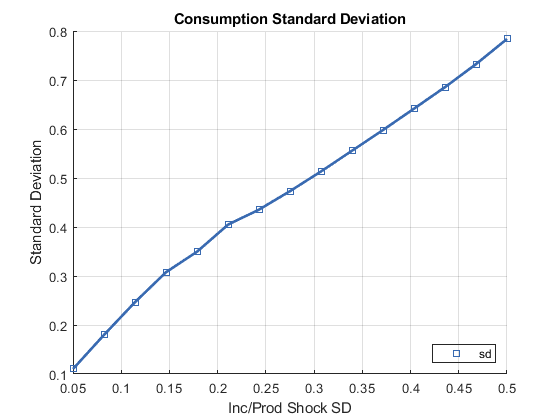 Consumption Standard Deviation
Standard Deviation
0.8
0.7
0.6
0.5
0.4
0.3
0.2
0.1
sd
0.05 0.1 0.15 0.2 0.25 0.3 0.35 0.4 0.45 0.5
Inc/Prod Shock SD